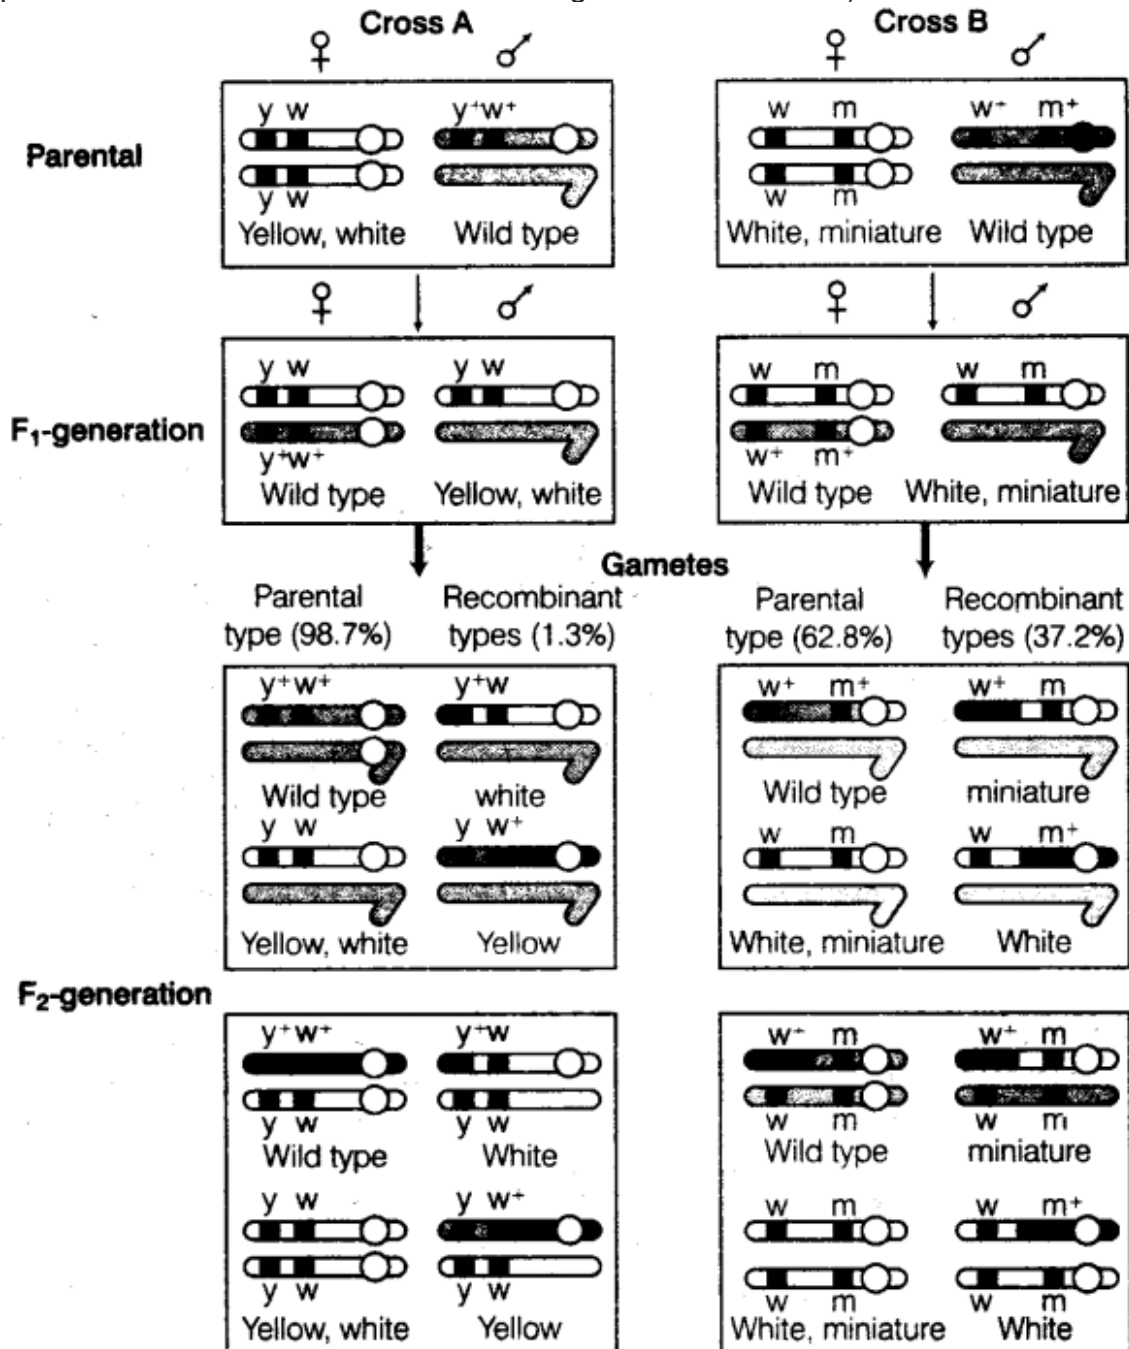 Cross A Cross B
♀ ♂ ♀ ♂
y w y⁺w⁺ w m w⁺ m⁺
Parental
y w w m
Yellow, white Wild type White, miniature Wild type
♀ ♂ ♀ ♂
y w y w w m w m
F₁-generation
y⁺w⁺ w⁺ m⁺
Wild type Yellow, white Wild type White, miniature
Gametes
Parental Recombinant Parental Recombinant
type (98.7%) types (1.3%) type (62.8%) types (37.2%)
y⁺w⁺ y⁺w w⁺ m⁺ w⁺ m
Wild type white Wild type miniature
y w y w⁺ w m w m⁺
Yellow, white Yellow White, miniature White
F₂-generation
y⁺w⁺ y⁺w w⁺ m w⁺ m
y w y w w m w m
Wild type White Wild type miniature
y w y w⁺ w m w m⁺
y w y w w m w m
Yellow, white Yellow White, miniature White